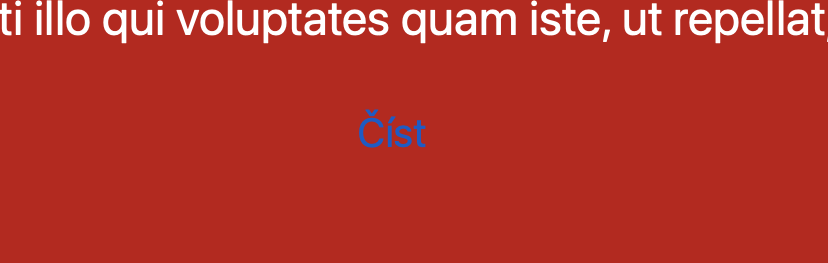 ti illo qui voluptates quam iste, ut repellat,
Číst